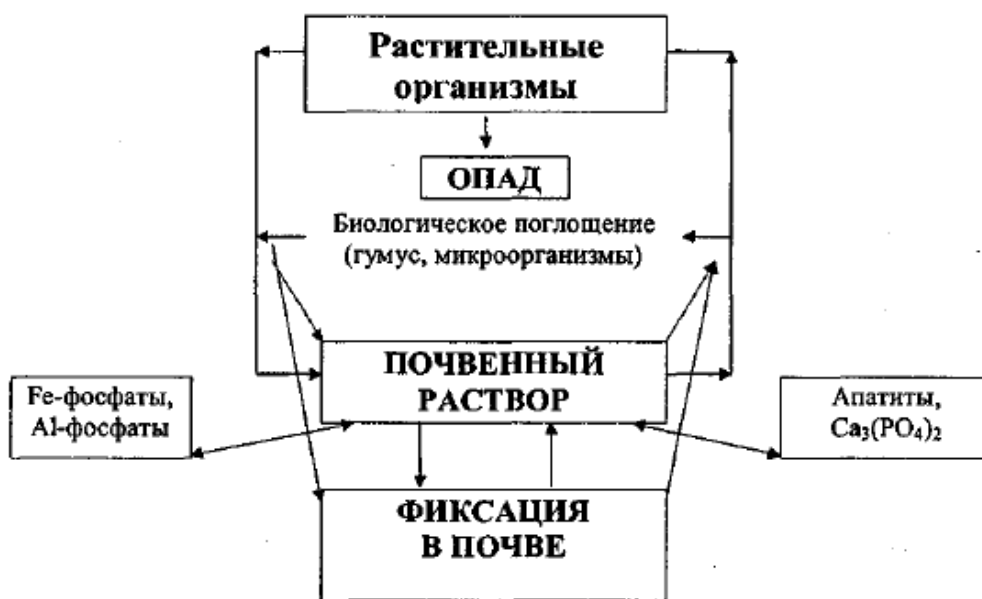 Растительные
организмы
ОПАД
Биологическое поглощение
(гумус, микроорганизмы)
ПОЧВЕННЫЙ
РАСТВОР
Fe-фосфаты,
Al-фосфаты
Апатиты,
Ca₃(PO₄)₂
ФИКСАЦИЯ
В ПОЧВЕ